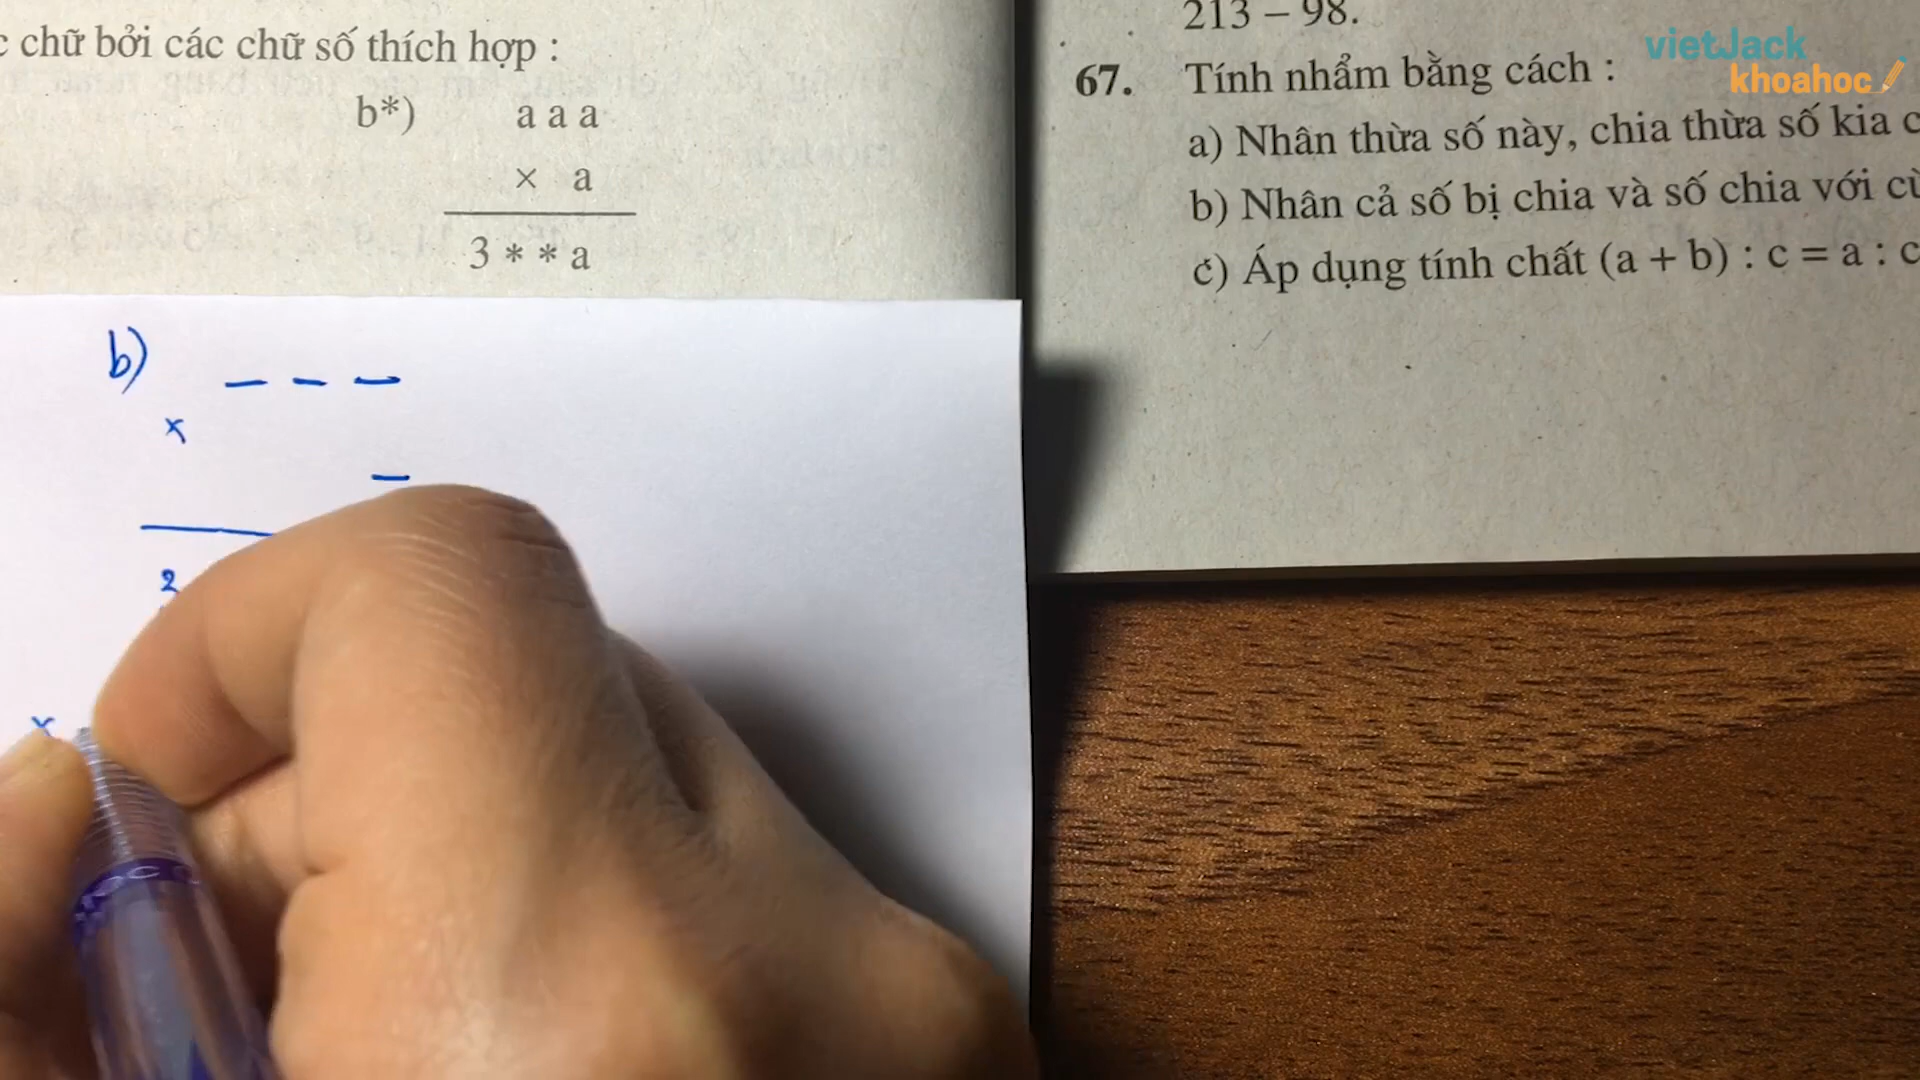 chữ bởi các chữ số thích hợp :
b*) a a a
× a
3 * * a
b)
x
213 – 98.
67. Tính nhẩm bằng cách :
a) Nhân thừa số này, chia thừa số kia
b) Nhân cả số bị chia và số chia với
c) Áp dụng tính chất (a + b) : c = a : c
vietJack
khoahoc